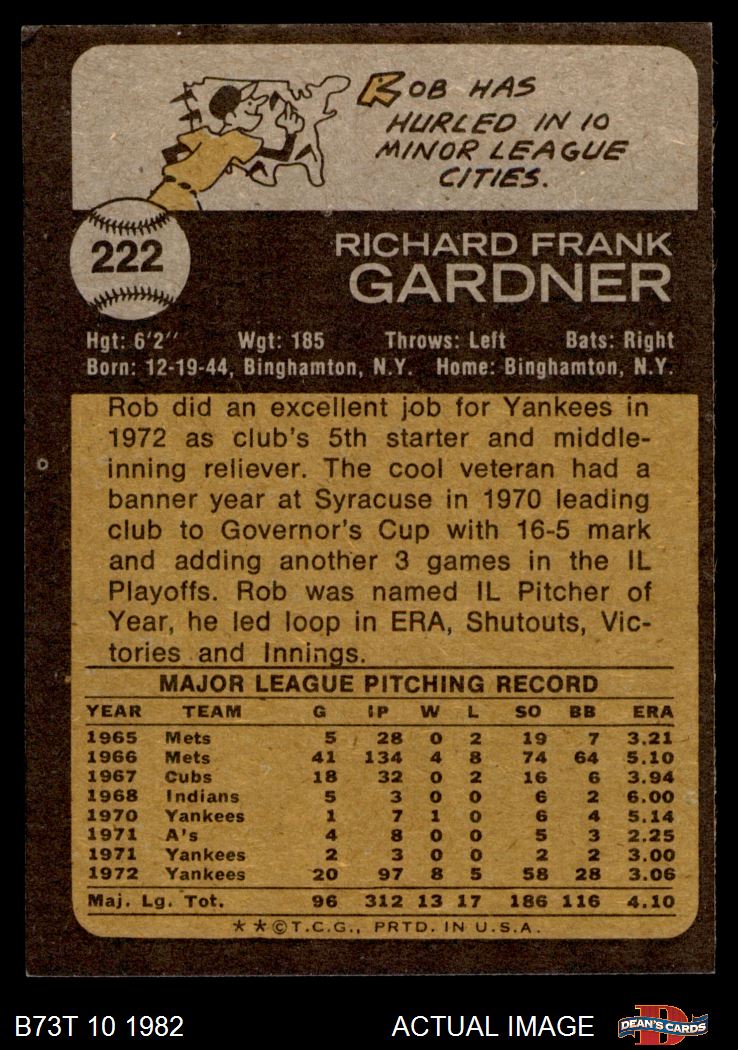 ROB HAS
HURLED IN 10
MINOR LEAGUE
CITIES.
222
RICHARD FRANK
GARDNER
Hgt: 6'2" Wgt: 185 Throws: Left Bats: Right
Born: 12-19-44, Binghamton, N.Y. Home: Binghamton, N.Y.
Rob did an excellent job for Yankees in
1972 as club's 5th starter and middle-
inning reliever. The cool veteran had a
banner year at Syracuse in 1970 leading
club to Governor's Cup with 16-5 mark
and adding another 3 games in the IL
Playoffs. Rob was named IL Pitcher of
Year, he led loop in ERA, Shutouts, Vic-
tories and Innings.
MAJOR LEAGUE PITCHING RECORD
YEAR TEAM G IP W L SO BB ERA
1965 Mets 5 28 0 2 19 7 3.21
1966 Mets 41 134 4 8 74 64 5.10
1967 Cubs 18 32 0 2 16 6 3.94
1968 Indians 5 3 0 0 6 2 6.00
1970 Yankees 1 7 1 0 6 4 5.14
1971 A's 4 8 0 0 5 3 2.25
1971 Yankees 2 3 0 0 2 2 3.00
1972 Yankees 20 97 8 5 58 28 3.06
Maj. Lg. Tot. 96 312 13 17 186 116 4.10
**©T.C.G., PRTD. IN U.S.A.
B73T 10 1982 ACTUAL IMAGE DEAN'S CARDS